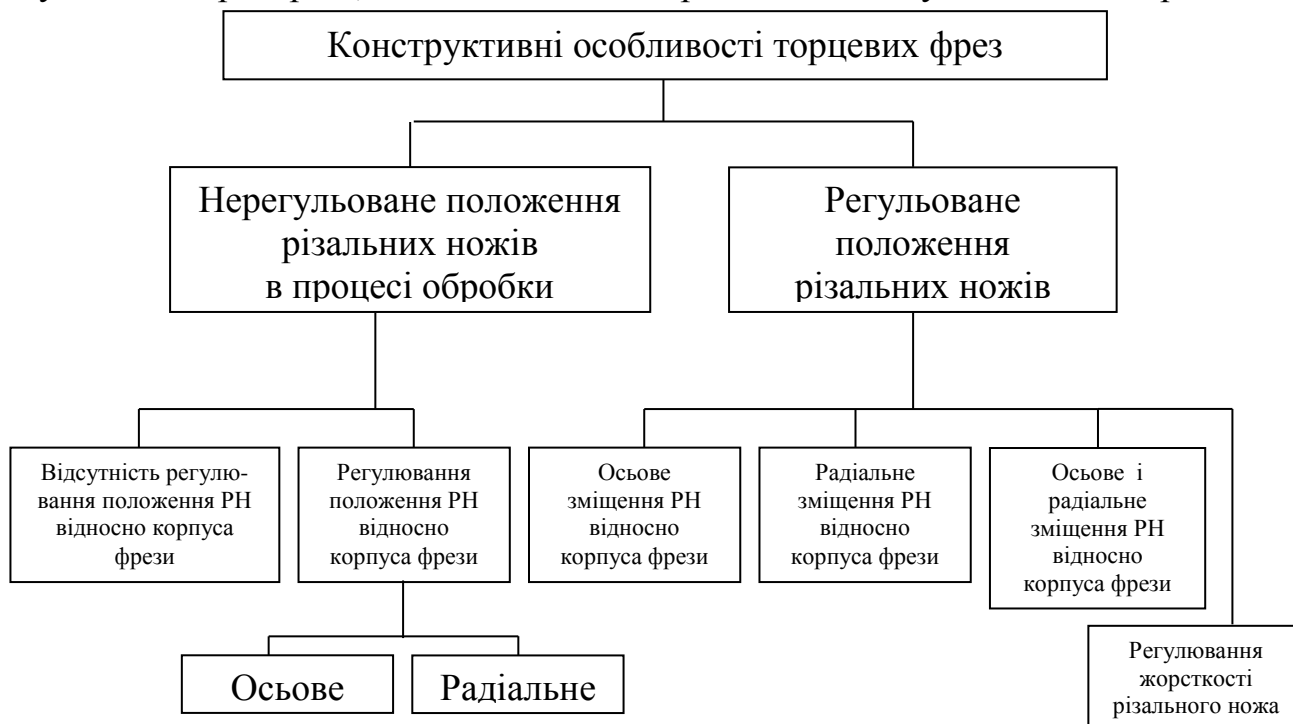 Конструктивні особливості торцевих фрез
Нерегульоване положення
різальних ножів
в процесі обробки
Регульоване
положення
різальних ножів
Відсутність регулю-
вання положення РН
відносно корпуса
фрези
Регулювання
положення РН
відносно
корпуса фрези
Осьове
зміщення РН
відносно
корпуса фрези
Радіальне
зміщення РН
відносно
корпуса фрези
Осьове і
радіальне
зміщення РН
відносно
корпуса фрези
Осьове
Радіальне
Регулювання
жорсткості
різального ножа